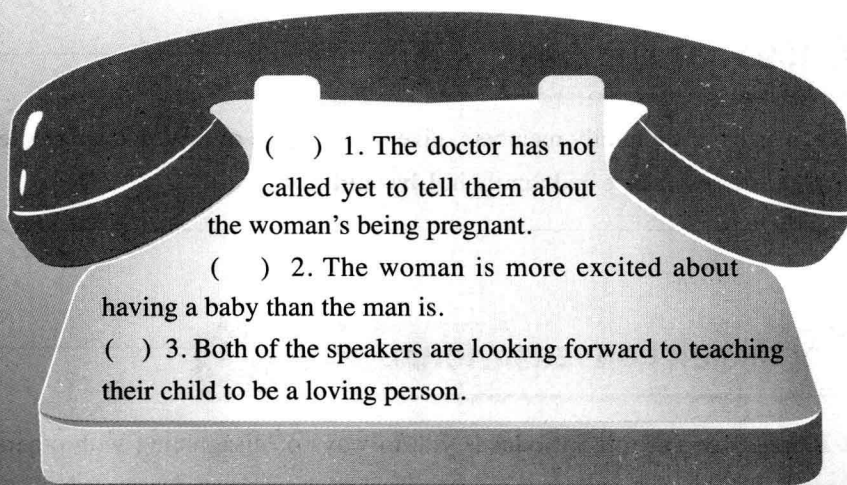 ( ) 1. The doctor has not
called yet to tell them about
the woman's being pregnant.
( ) 2. The woman is more excited about
having a baby than the man is.
( ) 3. Both of the speakers are looking forward to teaching
their child to be a loving person.